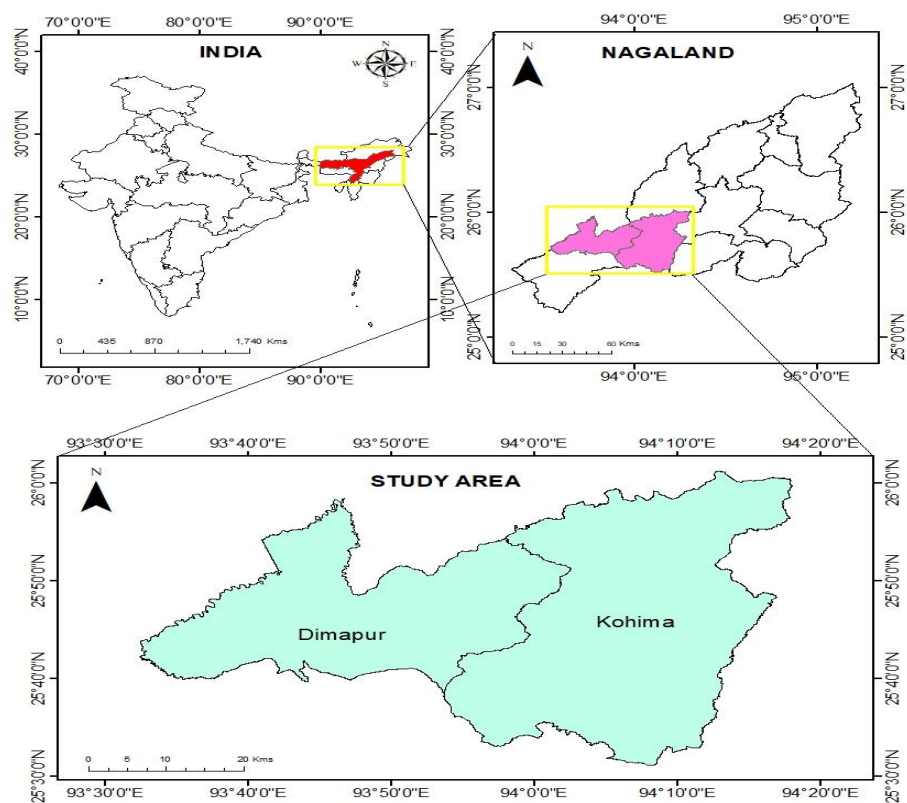 70°0'0"E 80°0'0"E 90°0'0"E
INDIA
N
W E
S
40°0'0"N
30°0'0"N
20°0'0"N
10°0'0"N
40°0'0"N
30°0'0"N
20°0'0"N
10°0'0"N
0 435 870 1,740 Kms
70°0'0"E 80°0'0"E 90°0'0"E
94°0'0"E 95°0'0"E
NAGALAND
N
27°0'0"N
26°0'0"N
25°0'0"N
27°0'0"N
26°0'0"N
25°0'0"N
0 15 30 60 Kms
94°0'0"E 95°0'0"E
93°30'0"E 93°40'0"E 93°50'0"E 94°0'0"E 94°10'0"E 94°20'0"E
STUDY AREA
N
26°0'0"N
25°50'0"N
25°40'0"N
25°30'0"N
26°0'0"N
25°50'0"N
25°40'0"N
25°30'0"N
Kohima
Dimapur
0 5 10 20 Kms
93°30'0"E 93°40'0"E 93°50'0"E 94°0'0"E 94°10'0"E 94°20'0"E